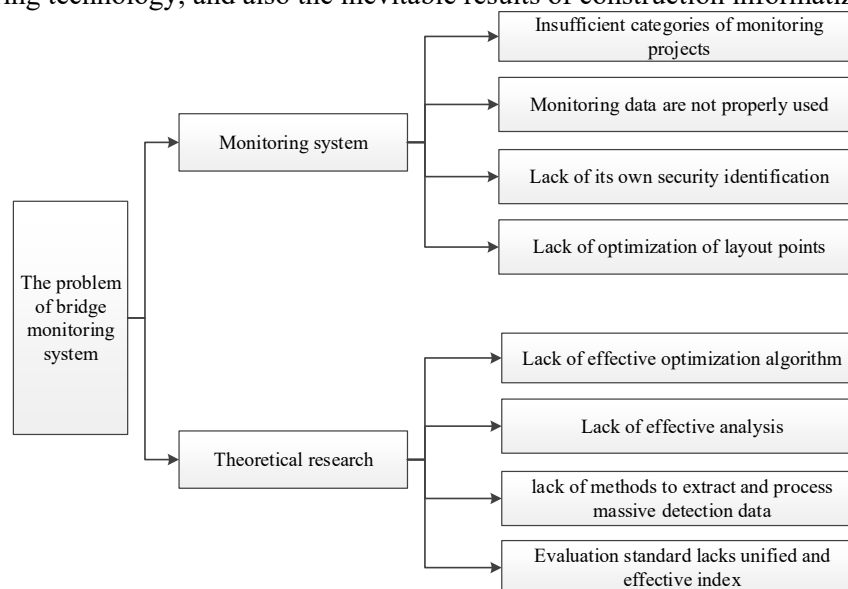 ring technology, and also the inevitable results of construction informatiz
Insufficient categories of monitoring
projects
Monitoring data are not properly used
Monitoring system
Lack of its own security identification
Lack of optimization of layout points
The problem
of bridge
monitoring
system
Lack of effective optimization algorithm
Lack of effective analysis
Theoretical research
lack of methods to extract and process
massive detection data
Evaluation standard lacks unified and
effective index